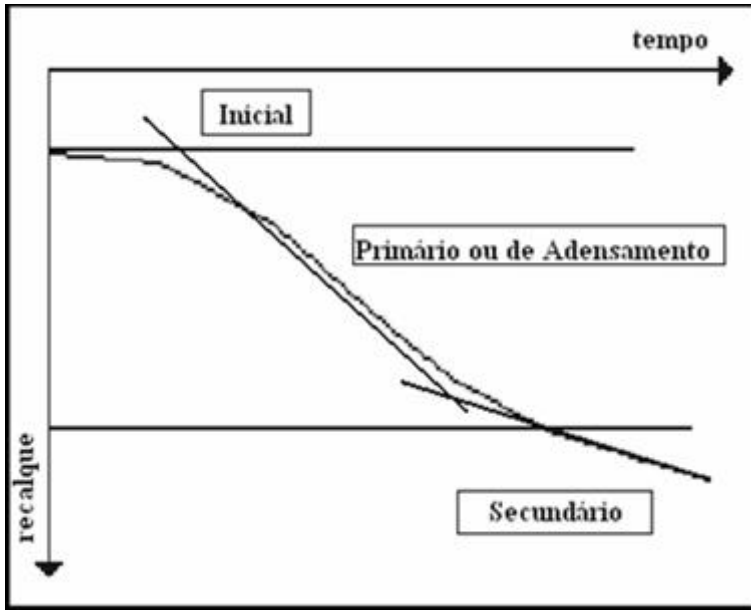 tempo
Inicial
Primário ou de Adensamento
recalque
Secundário